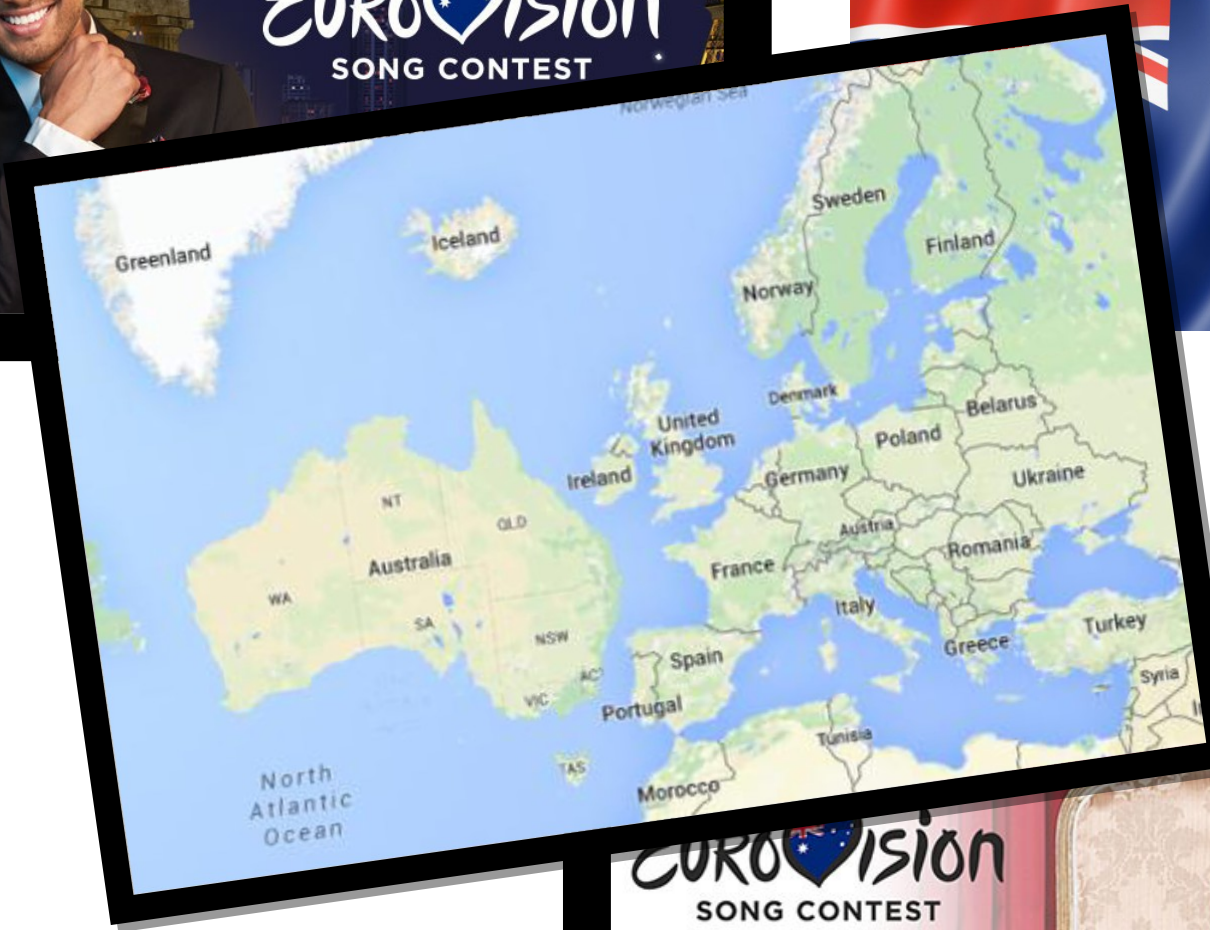 EUROVISION
SONG CONTEST
Norwegian Sea
Sweden
Greenland
Iceland
Finland
Norway
Denmark
Belarus
United
Kingdom
Poland
Ireland
Germany
Ukraine
NT
QLD
Austria
Australia
France
Romania
WA
Italy
SA
NSW
Turkey
Greece
Spain
Syria
VIC
Portugal
Tunisia
TAS
North
Atlantic
Ocean
Morocco
EUROVISION
SONG CONTEST